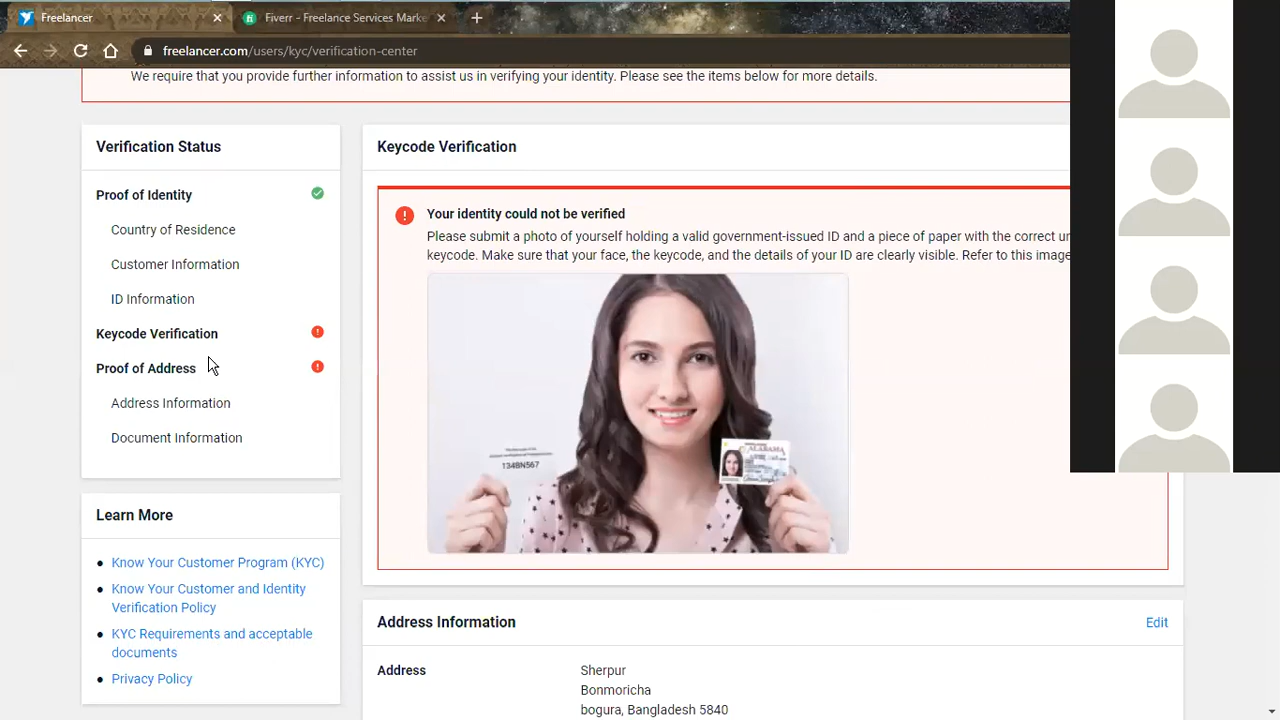 Freelancer
Fiverr - Freelance Services Marke
freelancer.com/users/kyc/verification-center
We require that you provide further information to assist us in verifying your identity. Please see the items below for more details.
Verification Status
Proof of Identity
Country of Residence
Customer Information
ID Information
Keycode Verification
Proof of Address
Address Information
Document Information
Learn More
Know Your Customer Program (KYC)
Know Your Customer and Identity
Verification Policy
KYC Requirements and acceptable
documents
Privacy Policy
Keycode Verification
Your identity could not be verified
Please submit a photo of yourself holding a valid government-issued ID and a piece of paper with the correct un
keycode. Make sure that your face, the keycode, and the details of your ID are clearly visible. Refer to this image
134BN567
ALABAMA
Address Information
Edit
Address
Sherpur
Bonmoricha
bogura, Bangladesh 5840